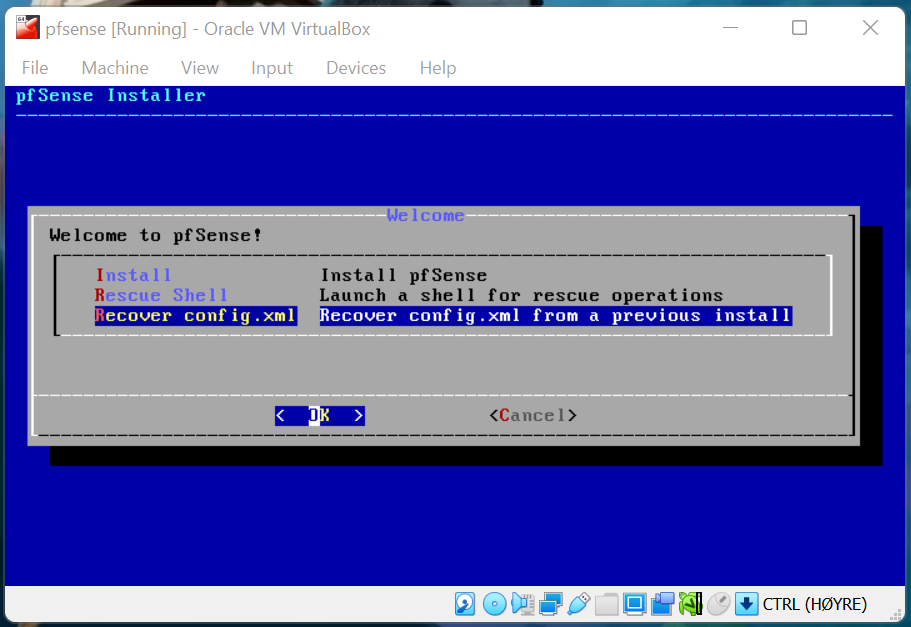 64
pfsense [Running] - Oracle VM VirtualBox
File Machine View Input Devices Help
pfSense Installer
Welcome
Welcome to pfSense!
Install Install pfSense
Rescue Shell Launch a shell for rescue operations
Recover config.xml Recover config.xml from a previous install
< OK > <Cancel>
CTRL (HØYRE)